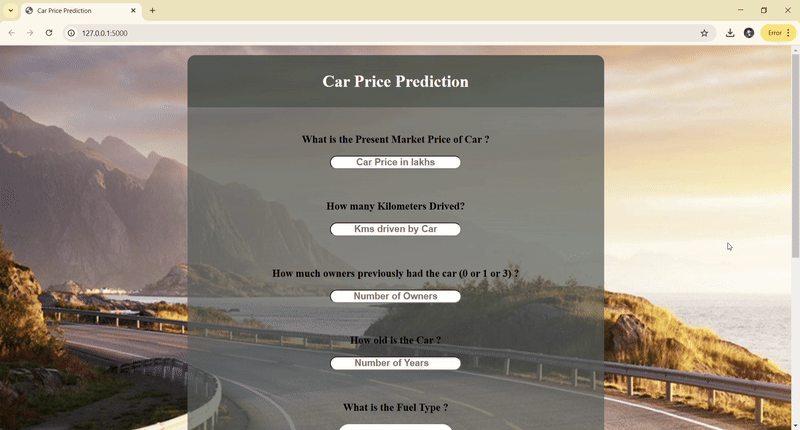 Car Price Prediction
127.0.0.1:5000
Error
Car Price Prediction
What is the Present Market Price of Car ?
Car Price in lakhs
How many Kilometers Drived?
Kms driven by Car
How much owners previously had the car (0 or 1 or 3) ?
Number of Owners
How old is the Car ?
Number of Years
What is the Fuel Type ?